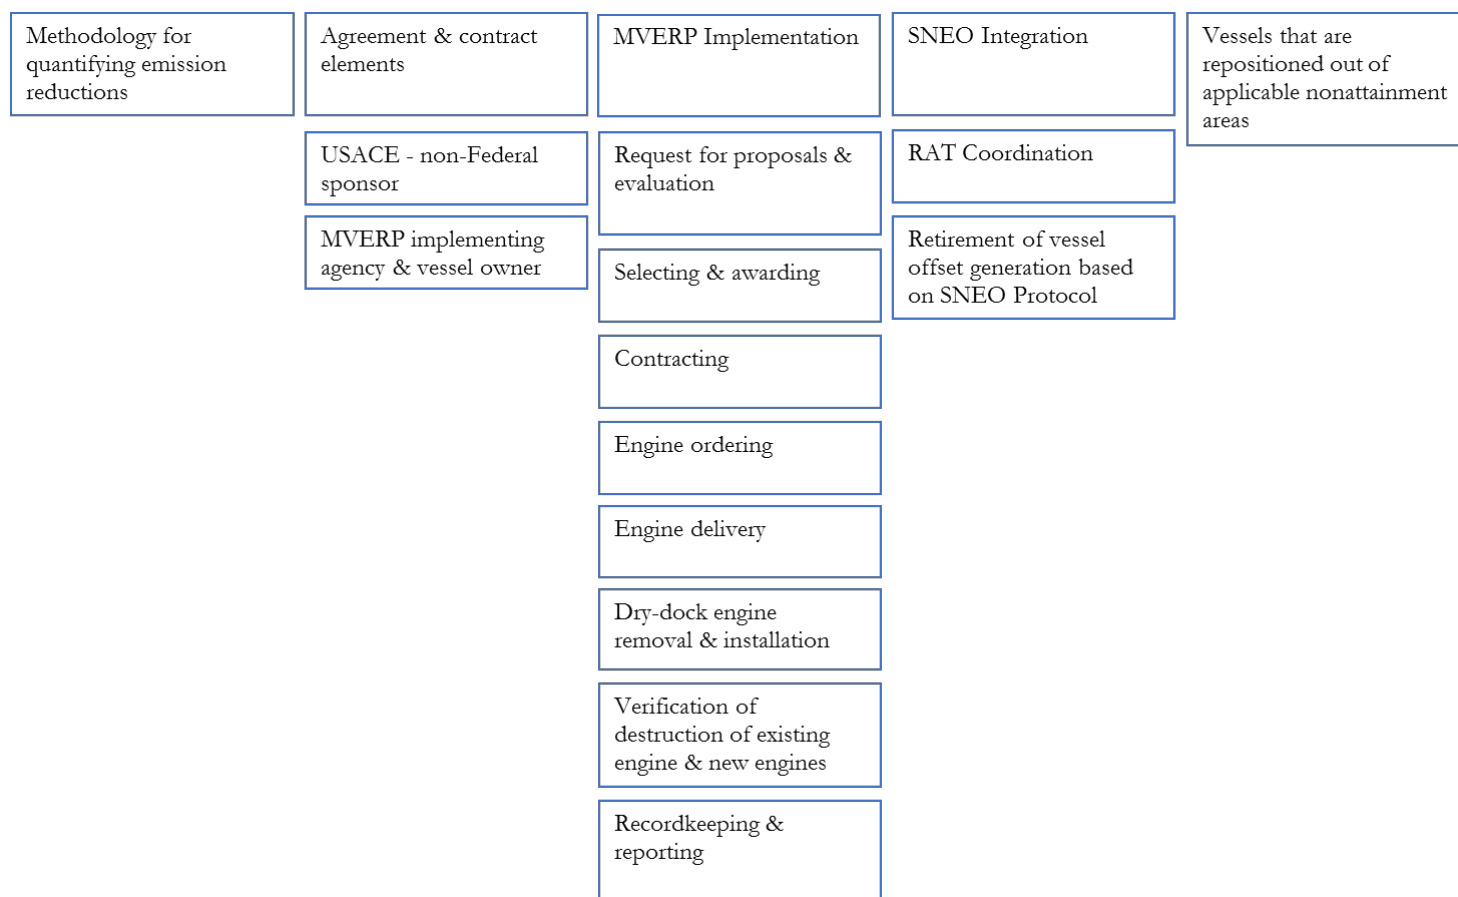 Methodology for
quantifying emission
reductions
Agreement & contract
elements
USACE - non-Federal
sponsor
MVERP implementing
agency & vessel owner
MVERP Implementation
Request for proposals &
evaluation
Selecting & awarding
Contracting
Engine ordering
Engine delivery
Dry-dock engine
removal & installation
Verification of
destruction of existing
engine & new engines
Recordkeeping &
reporting
SNEO Integration
RAT Coordination
Retirement of vessel
offset generation based
on SNEO Protocol
Vessels that are
repositioned out of
applicable nonattainment
areas